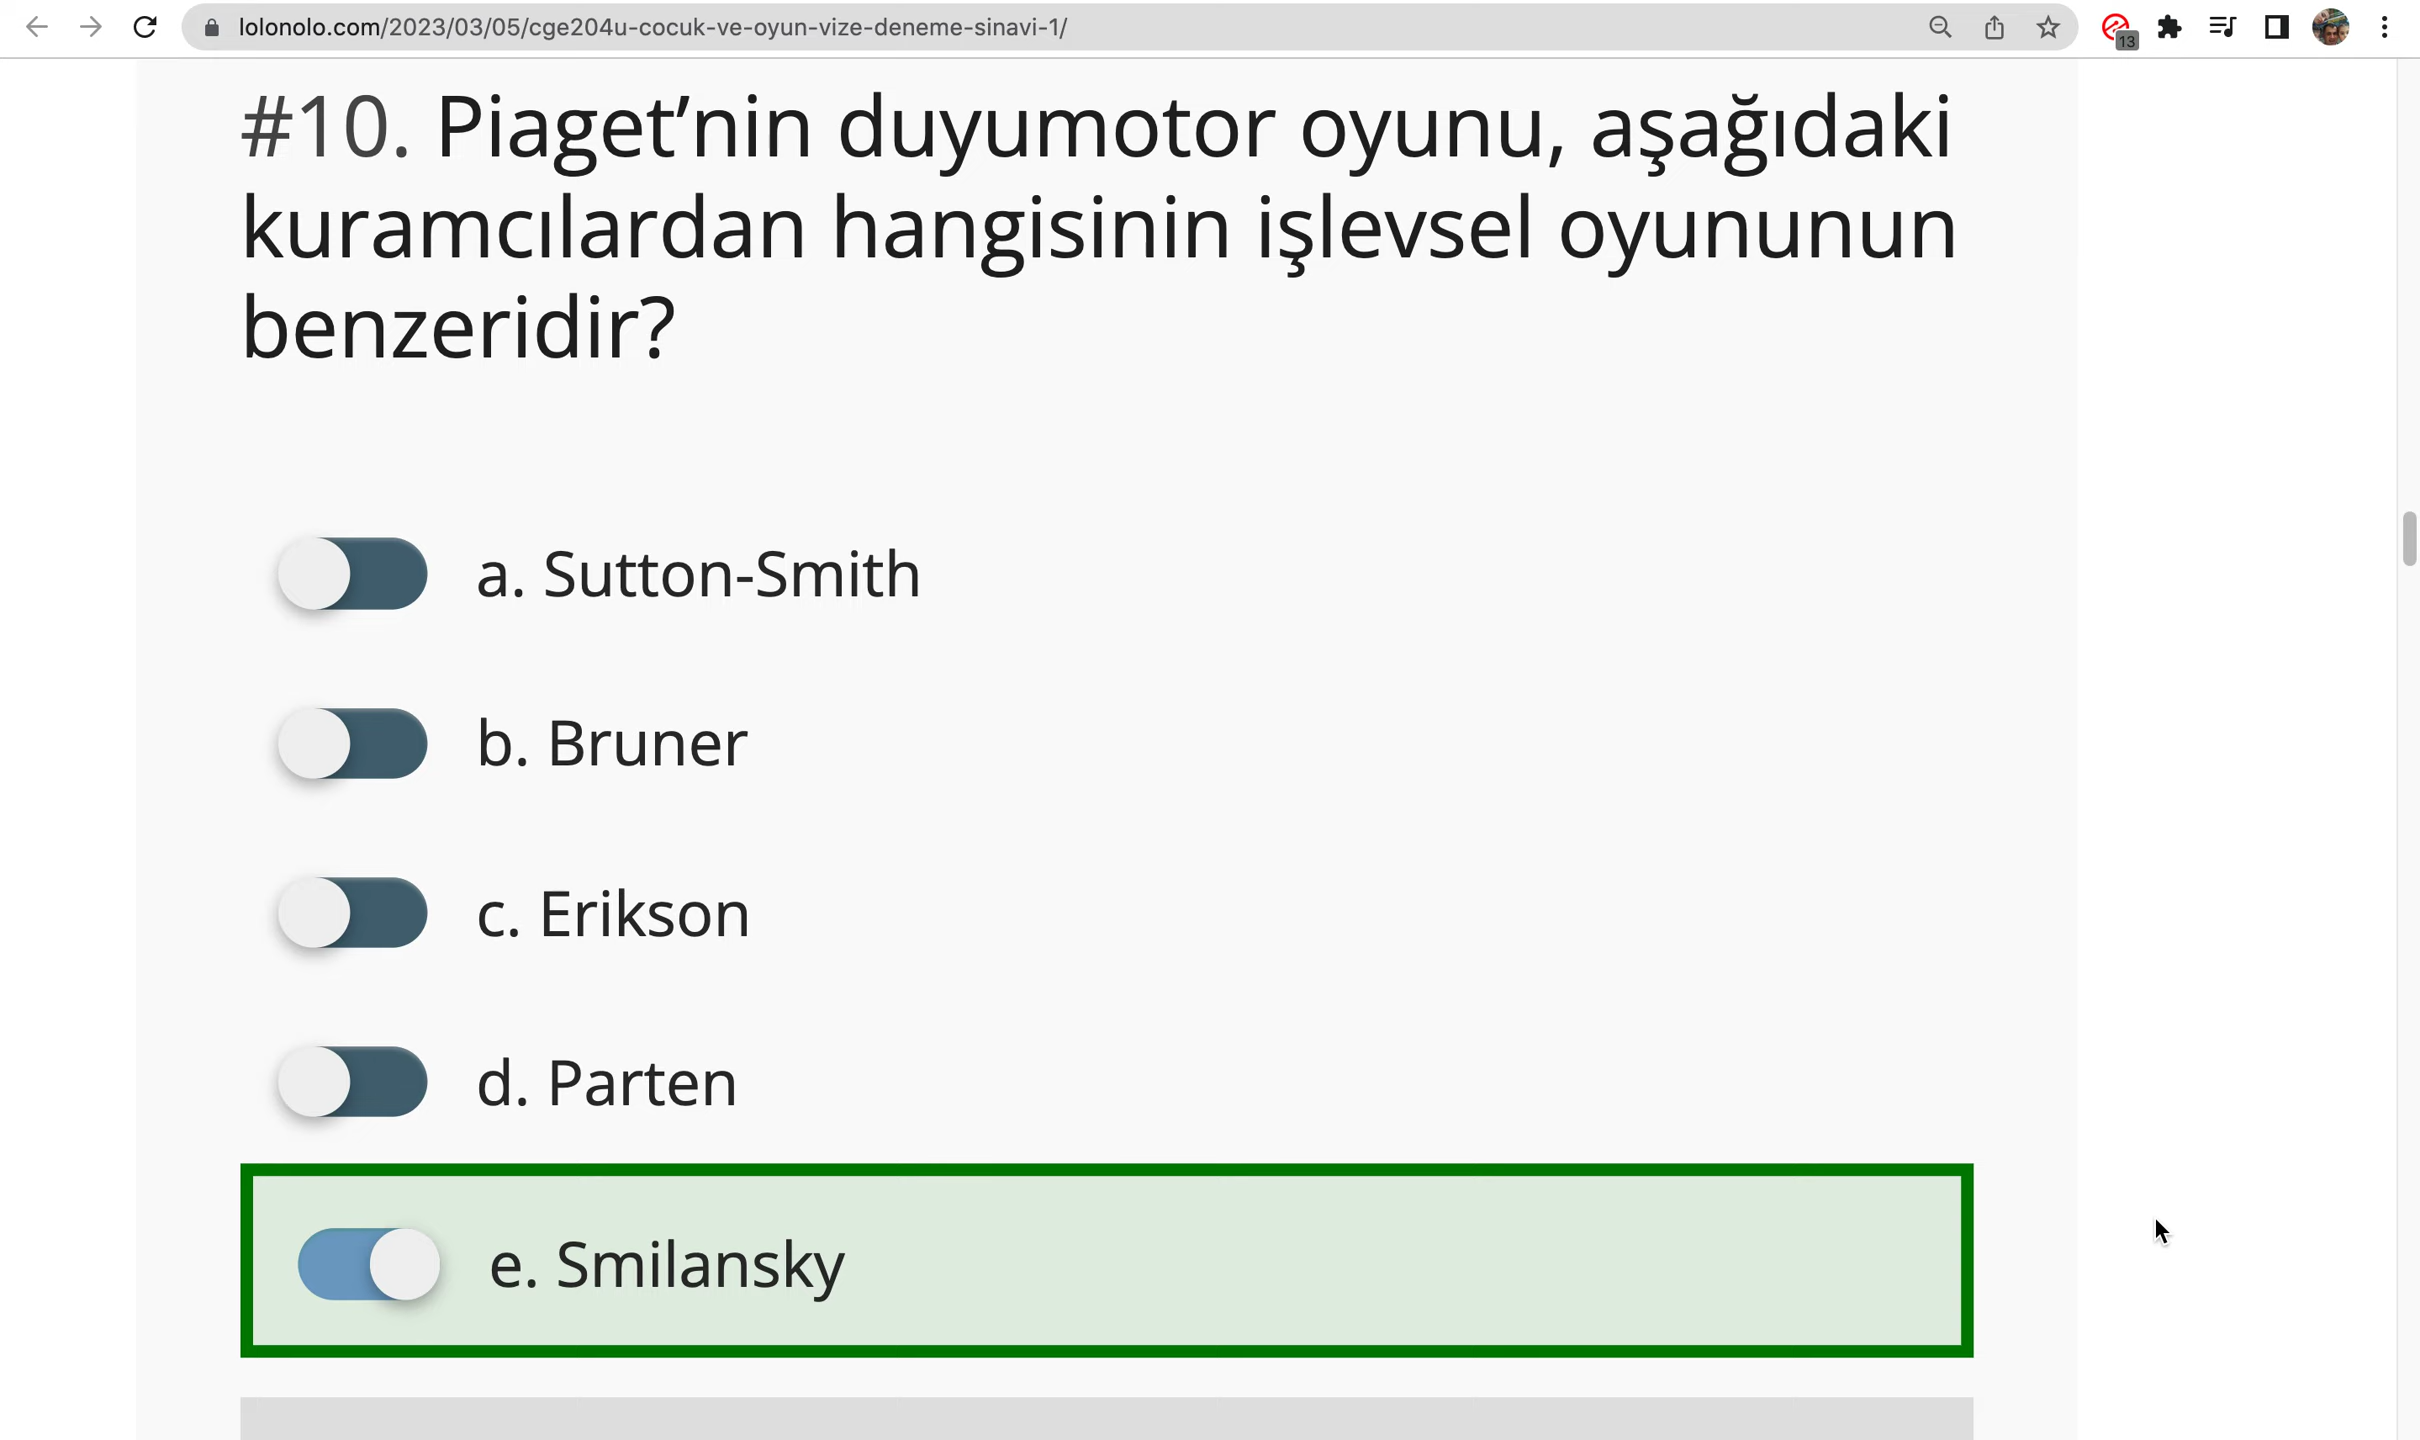 lolonolo.com/2023/03/05/cge204u-cocuk-ve-oyun-vize-deneme-sinavi-1/
13
#10. Piaget’nin duyumotor oyunu, aşağıdaki
kuramcılardan hangisinin işlevsel oyununun
benzeridir?
a. Sutton-Smith
b. Bruner
c. Erikson
d. Parten
e. Smilansky